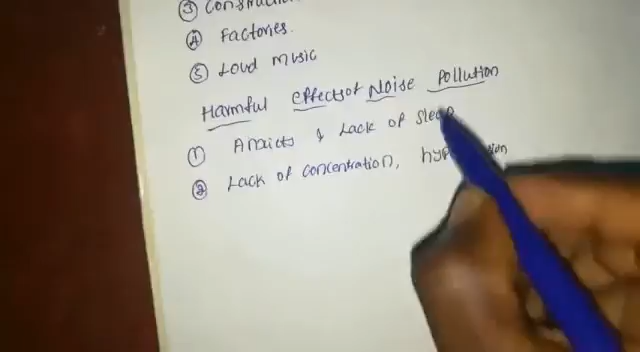 ③ Construction
④ Factories.
⑤ Loud music
Harmful effects of Noise Pollution
① Anxiety & Lack of sleep
② Lack of concentration,